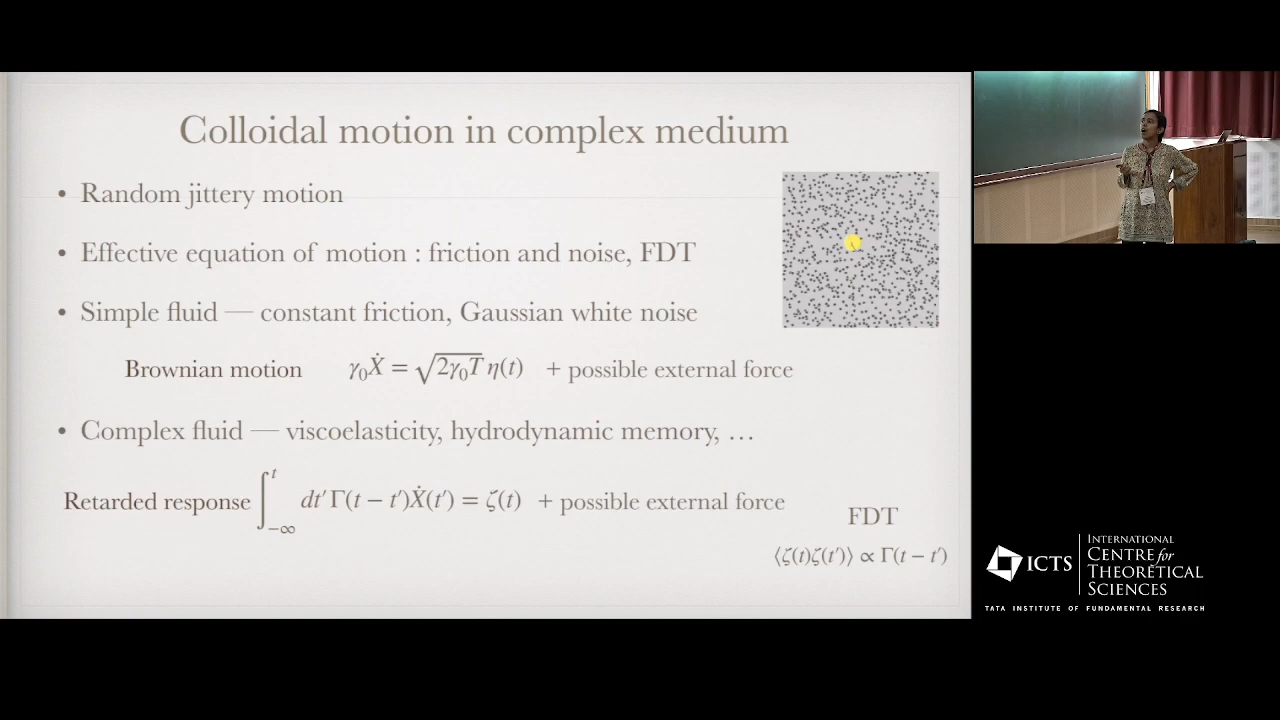 Colloidal motion in complex medium
• Random jittery motion
• Effective equation of motion : friction and noise, FDT
• Simple fluid — constant friction, Gaussian white noise
Brownian motion γ₀Ẋ = √(2γ₀T) η(t) + possible external force
• Complex fluid — viscoelasticity, hydrodynamic memory, …
Retarded response ∫_{−∞}^{t} dt′Γ(t − t′)Ẋ(t′) = ζ(t) + possible external force
FDT
⟨ζ(t)ζ(t′)⟩ ∝ Γ(t − t′)
ICTS
INTERNATIONAL
CENTRE for
THEORETICAL
SCIENCES
TATA INSTITUTE OF FUNDAMENTAL RESEARCH